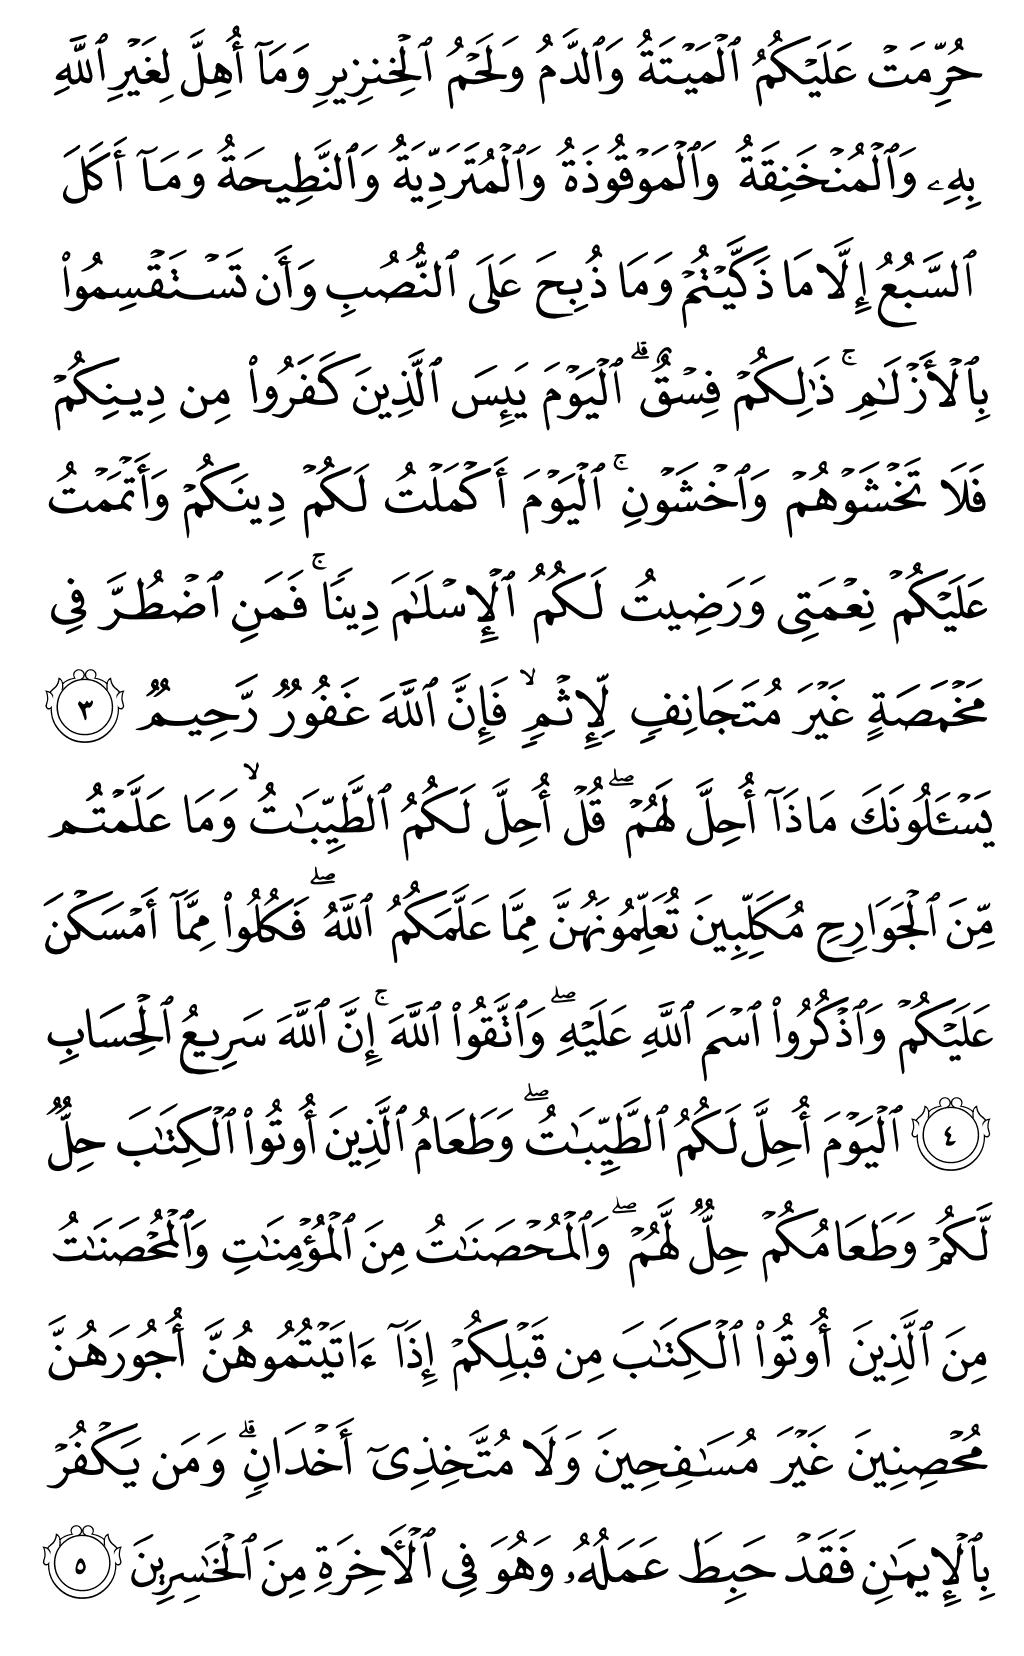 حُرِّمَتۡ عَلَيۡكُمُ ٱلۡمَيۡتَةُ وَٱلدَّمُ وَلَحۡمُ ٱلۡخِنزِيرِ وَمَآ أُهِلَّ لِغَيۡرِ ٱللَّهِ
بِهِۦ وَٱلۡمُنۡخَنِقَةُ وَٱلۡمَوۡقُوذَةُ وَٱلۡمُتَرَدِّيَةُ وَٱلنَّطِيحَةُ وَمَآ أَكَلَ
ٱلسَّبُعُ إِلَّا مَا ذَكَّيۡتُمۡ وَمَا ذُبِحَ عَلَى ٱلنُّصُبِ وَأَن تَسۡتَقۡسِمُواْ
بِٱلۡأَزۡلَٰمِۚ ذَٰلِكُمۡ فِسۡقٌۗ ٱلۡيَوۡمَ يَئِسَ ٱلَّذِينَ كَفَرُواْ مِن دِينِكُمۡ
فَلَا تَخۡشَوۡهُمۡ وَٱخۡشَوۡنِۚ ٱلۡيَوۡمَ أَكۡمَلۡتُ لَكُمۡ دِينَكُمۡ وَأَتۡمَمۡتُ
عَلَيۡكُمۡ نِعۡمَتِي وَرَضِيتُ لَكُمُ ٱلۡإِسۡلَٰمَ دِينٗاۚ فَمَنِ ٱضۡطُرَّ فِي
مَخۡمَصَةٍ غَيۡرَ مُتَجَانِفٖ لِّإِثۡمٖۙ فَإِنَّ ٱللَّهَ غَفُورٞ رَّحِيمٞ ٣
يَسۡـَٔلُونَكَ مَاذَآ أُحِلَّ لَهُمۡۖ قُلۡ أُحِلَّ لَكُمُ ٱلطَّيِّبَٰتُۙ وَمَا عَلَّمۡتُم
مِّنَ ٱلۡجَوَارِحِ مُكَلِّبِينَ تُعَلِّمُونَهُنَّ مِمَّا عَلَّمَكُمُ ٱللَّهُۖ فَكُلُواْ مِمَّآ أَمۡسَكۡنَ
عَلَيۡكُمۡ وَٱذۡكُرُواْ ٱسۡمَ ٱللَّهِ عَلَيۡهِۖ وَٱتَّقُواْ ٱللَّهَۚ إِنَّ ٱللَّهَ سَرِيعُ ٱلۡحِسَابِ
٤ ٱلۡيَوۡمَ أُحِلَّ لَكُمُ ٱلطَّيِّبَٰتُۖ وَطَعَامُ ٱلَّذِينَ أُوتُواْ ٱلۡكِتَٰبَ حِلّٞ
لَّكُمۡ وَطَعَامُكُمۡ حِلّٞ لَّهُمۡۖ وَٱلۡمُحۡصَنَٰتُ مِنَ ٱلۡمُؤۡمِنَٰتِ وَٱلۡمُحۡصَنَٰتُ
مِنَ ٱلَّذِينَ أُوتُواْ ٱلۡكِتَٰبَ مِن قَبۡلِكُمۡ إِذَآ ءَاتَيۡتُمُوهُنَّ أُجُورَهُنَّ
مُحۡصِنِينَ غَيۡرَ مُسَٰفِحِينَ وَلَا مُتَّخِذِيٓ أَخۡدَانٖۗ وَمَن يَكۡفُرۡ
بِٱلۡإِيمَٰنِ فَقَدۡ حَبِطَ عَمَلُهُۥ وَهُوَ فِي ٱلۡأٓخِرَةِ مِنَ ٱلۡخَٰسِرِينَ ٥